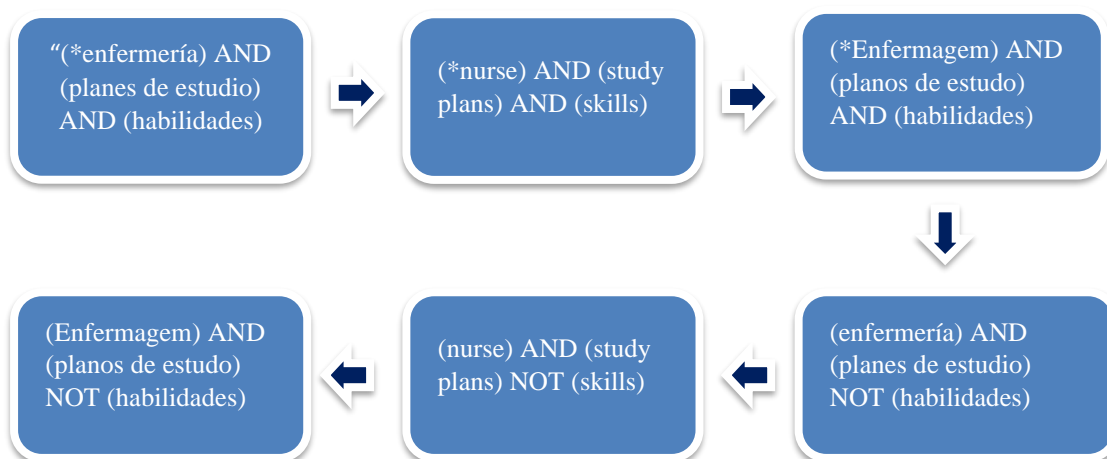 “(*enfermería) AND
(planes de estudio)
AND (habilidades)
(*nurse) AND (study
plans) AND (skills)
(*Enfermagem) AND
(planos de estudo)
AND (habilidades)
(enfermería) AND
(planes de estudio)
NOT (habilidades)
(nurse) AND (study
plans) NOT (skills)
(Enfermagem) AND
(planos de estudo)
NOT (habilidades)